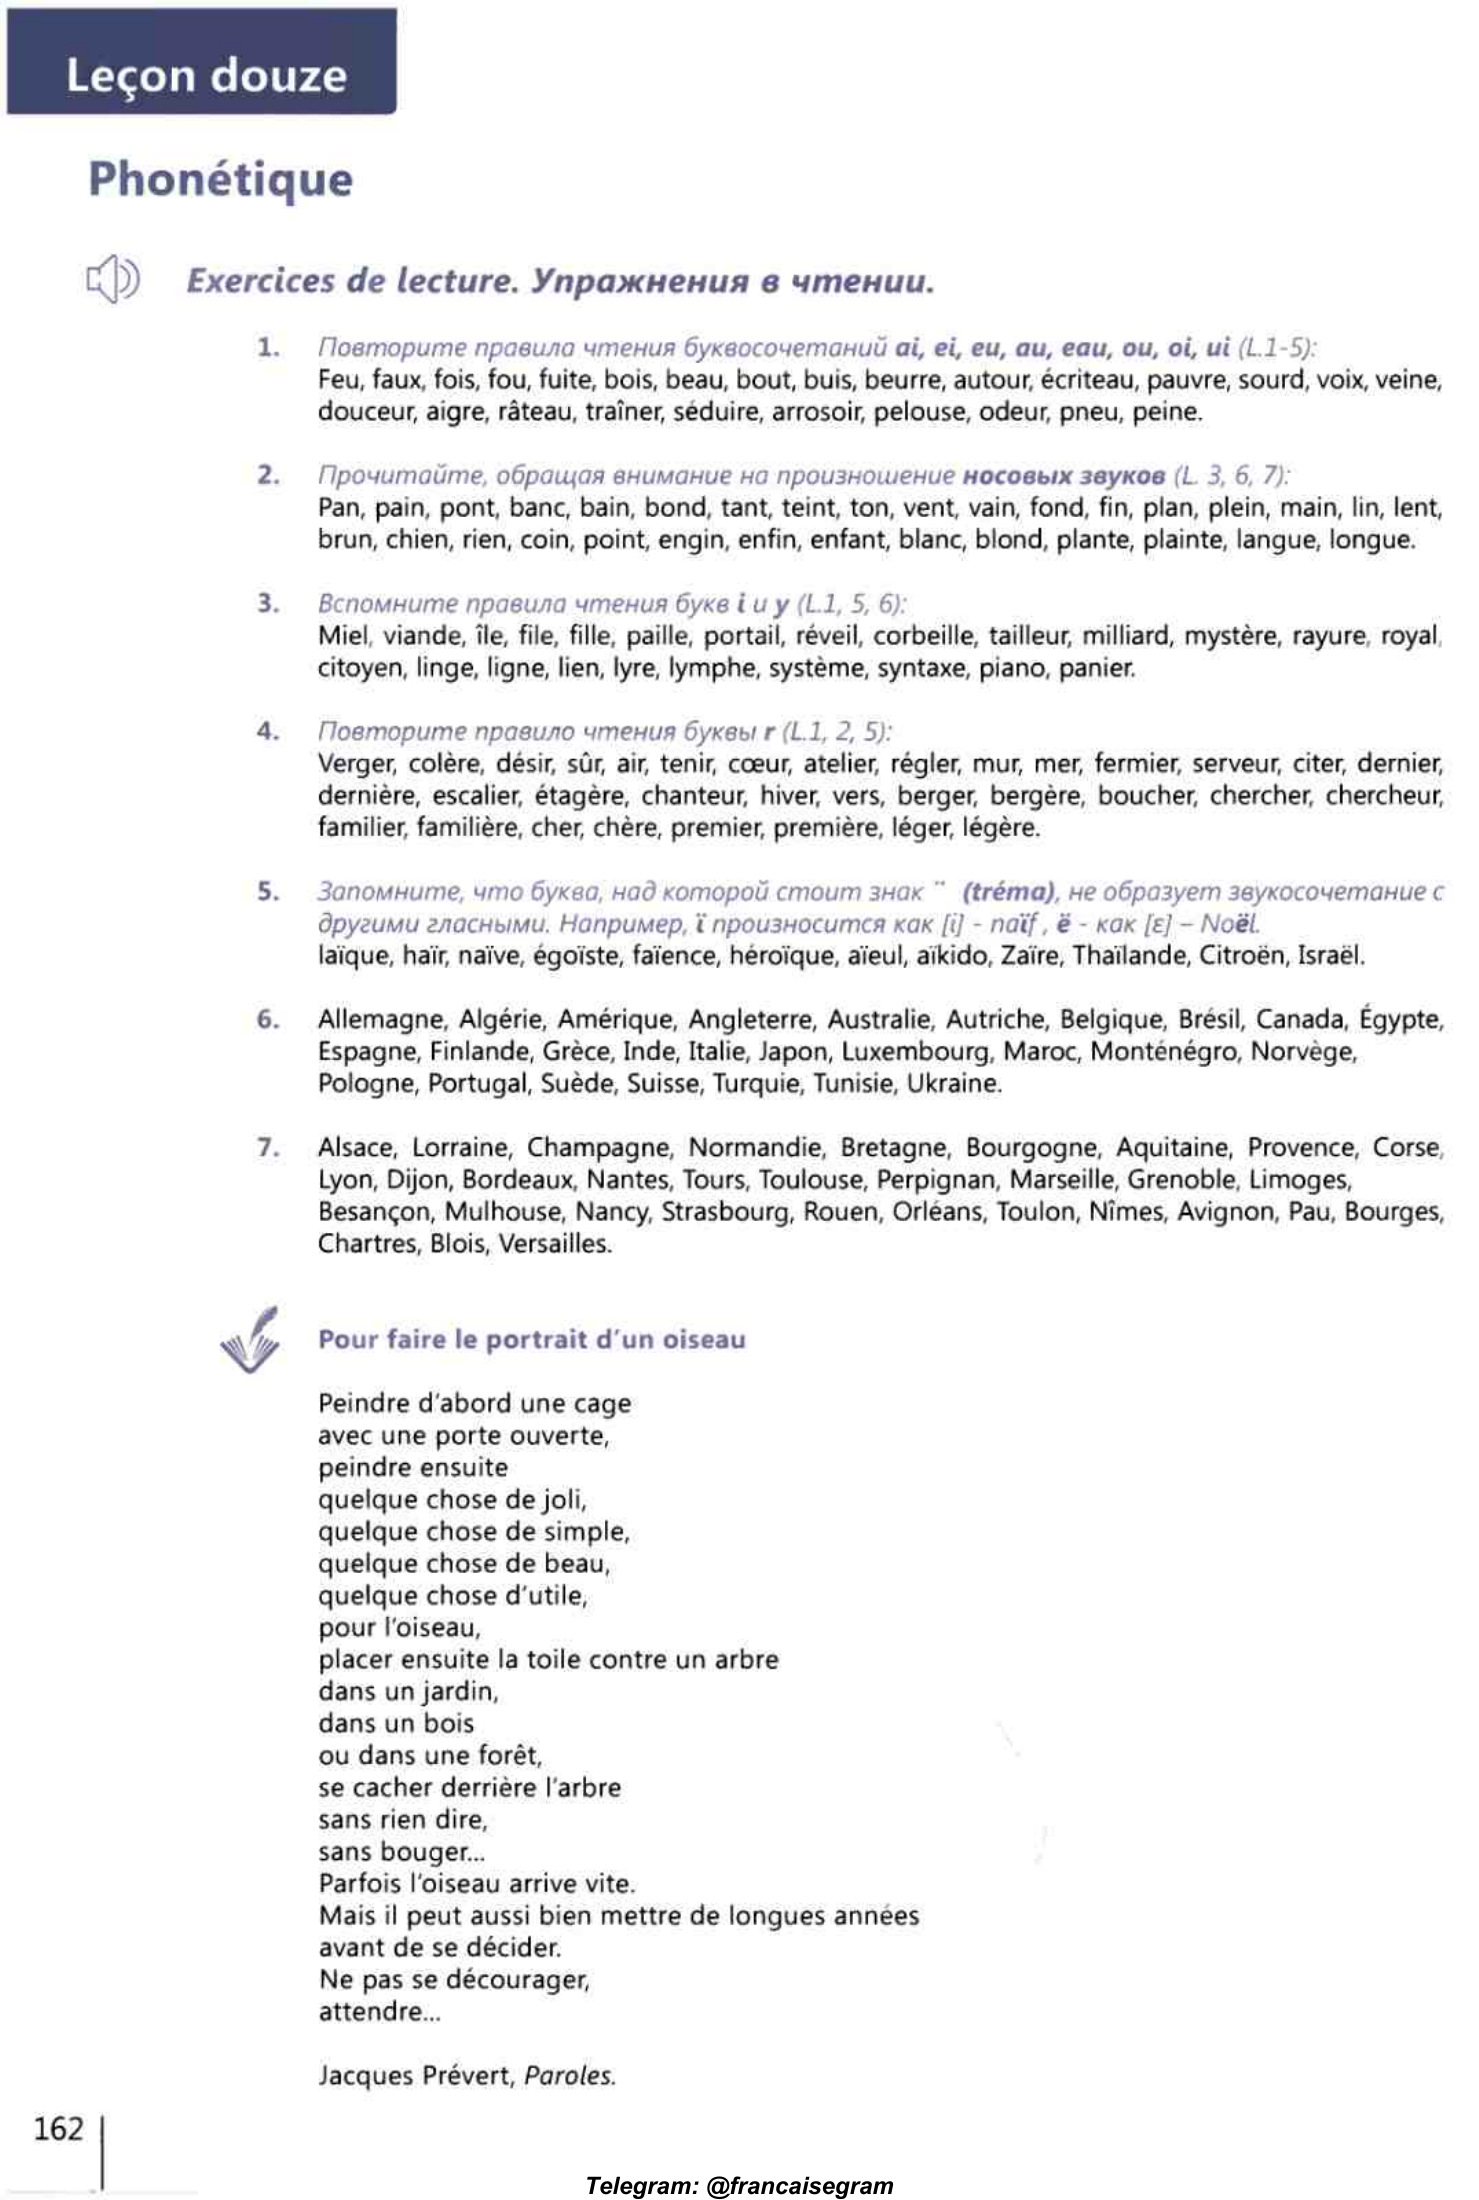 Leçon douze
Phonétique
Exercices de lecture. Упражнения в чтении.
1. Повторите правила чтения буквосочетаний ai, ei, eu, au, eau, ou, oi, ui (L.1-5):
Feu, faux, fois, fou, fuite, bois, beau, bout, buis, beurre, autour, écriteau, pauvre, sourd, voix, veine,
douceur, aigre, râteau, traîner, séduire, arrosoir, pelouse, odeur, pneu, peine.
2. Прочитайте, обращая внимание на произношение носовых звуков (L. 3, 6, 7):
Pan, pain, pont, banc, bain, bond, tant, teint, ton, vent, vain, fond, fin, plan, plein, main, lin, lent,
brun, chien, rien, coin, point, engin, enfin, enfant, blanc, blond, plante, plainte, langue, longue.
3. Вспомните правила чтения букв i и y (L.1, 5, 6):
Miel, viande, île, file, fille, paille, portail, réveil, corbeille, tailleur, milliard, mystère, rayure, royal,
citoyen, linge, ligne, lien, lyre, lymphe, système, syntaxe, piano, panier.
4. Повторите правило чтения буквы r (L.1, 2, 5):
Verger, colère, désir, sûr, air, tenir, cœur, atelier, régler, mur, mer, fermier, serveur, citer, dernier,
dernière, escalier, étagère, chanteur, hiver, vers, berger, bergère, boucher, chercher, chercheur,
familier, familière, cher, chère, premier, première, léger, légère.
5. Запомните, что буква, над которой стоит знак ¨ (tréma), не образует звукосочетание с
другими гласными. Например, ï произносится как [i] - naïf, ë - как [ε] – Noël.
laïque, haïr, naïve, égoïste, faïence, héroïque, aïeul, aïkido, Zaïre, Thaïlande, Citroën, Israël.
6. Allemagne, Algérie, Amérique, Angleterre, Australie, Autriche, Belgique, Brésil, Canada, Égypte,
Espagne, Finlande, Grèce, Inde, Italie, Japon, Luxembourg, Maroc, Monténégro, Norvège,
Pologne, Portugal, Suède, Suisse, Turquie, Tunisie, Ukraine.
7. Alsace, Lorraine, Champagne, Normandie, Bretagne, Bourgogne, Aquitaine, Provence, Corse,
Lyon, Dijon, Bordeaux, Nantes, Tours, Toulouse, Perpignan, Marseille, Grenoble, Limoges,
Besançon, Mulhouse, Nancy, Strasbourg, Rouen, Orléans, Toulon, Nîmes, Avignon, Pau, Bourges,
Chartres, Blois, Versailles.
Pour faire le portrait d'un oiseau
Peindre d'abord une cage
avec une porte ouverte,
peindre ensuite
quelque chose de joli,
quelque chose de simple,
quelque chose de beau,
quelque chose d'utile,
pour l'oiseau,
placer ensuite la toile contre un arbre
dans un jardin,
dans un bois
ou dans une forêt,
se cacher derrière l'arbre
sans rien dire,
sans bouger...
Parfois l'oiseau arrive vite.
Mais il peut aussi bien mettre de longues années
avant de se décider.
Ne pas se décourager,
attendre...
Jacques Prévert, Paroles.
162
Telegram: @francaisegram